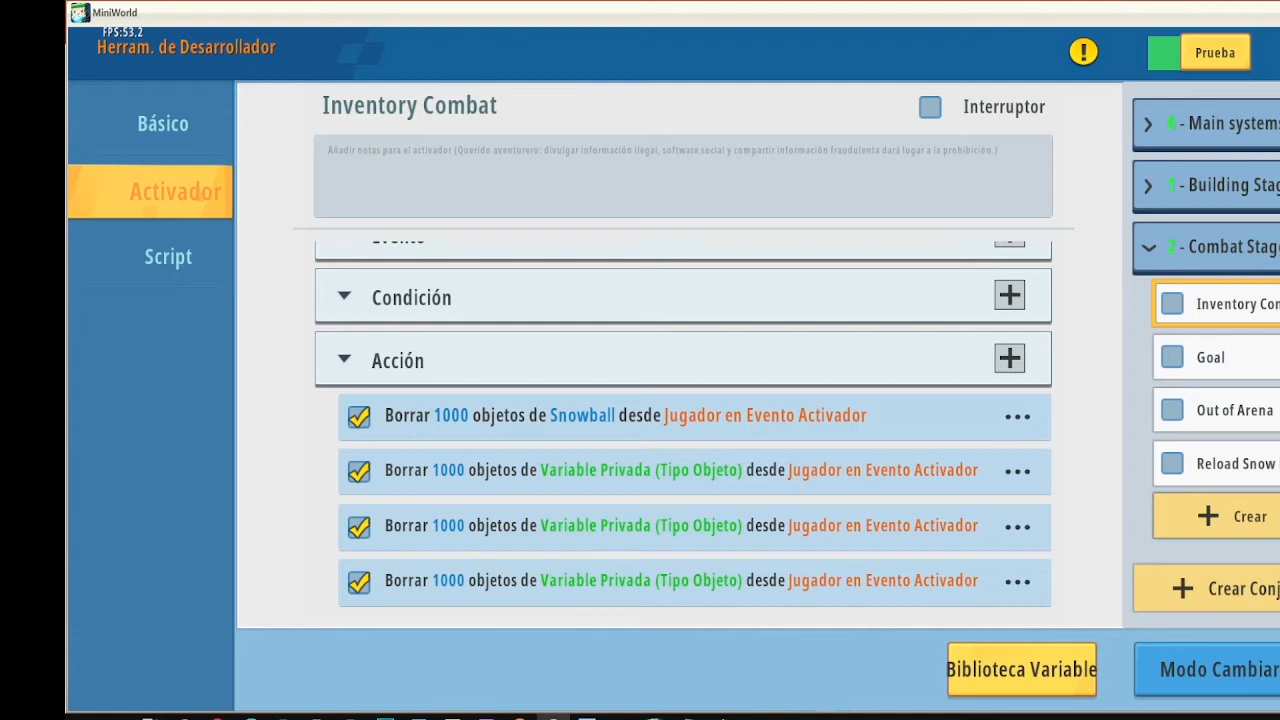 MiniWorld
FPS:53.2
Herram. de Desarrollador
Prueba
Básico
Activador
Script
Inventory Combat
Interruptor
Añadir notas para el activador (Querido aventurero: divulgar información ilegal, software social y compartir información fraudulenta dará lugar a la prohibición.)
Evento
Condición
Acción
Borrar 1000 objetos de Snowball desde Jugador en Evento Activador
Borrar 1000 objetos de Variable Privada (Tipo Objeto) desde Jugador en Evento Activador
Borrar 1000 objetos de Variable Privada (Tipo Objeto) desde Jugador en Evento Activador
Borrar 1000 objetos de Variable Privada (Tipo Objeto) desde Jugador en Evento Activador
0 - Main systems
1 - Building Stag
2 - Combat Stage
Inventory Com
Goal
Out of Arena
Reload Snow
+ Crear
+ Crear Conj
Biblioteca Variable
Modo Cambiar